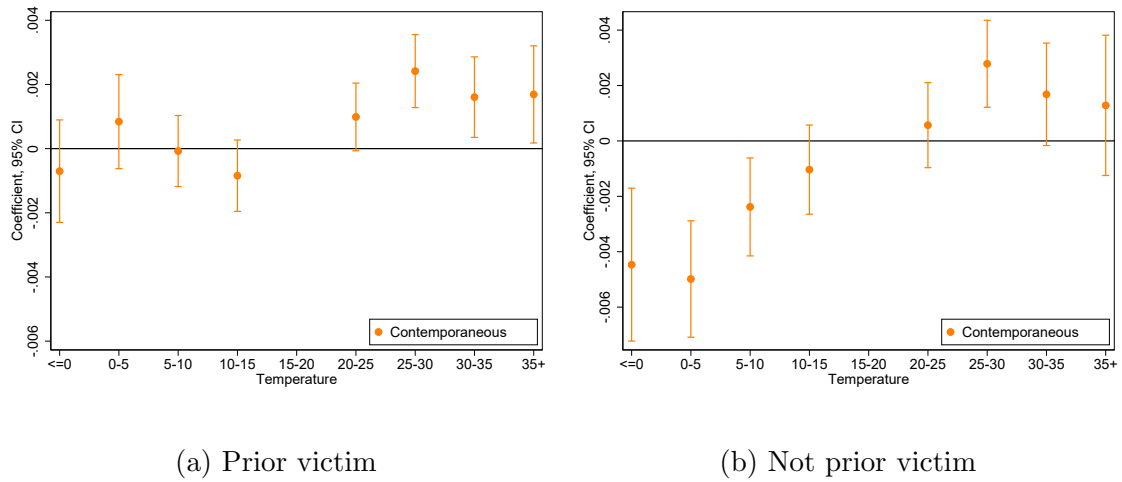 .004
.002
0
-.002
-.004
-.006
Coefficient, 95% CI
Contemporaneous
<=0 0-5 5-10 10-15 15-20 20-25 25-30 30-35 35+
Temperature
(a) Prior victim
.004
.002
0
-.002
-.004
-.006
Coefficient, 95% CI
Contemporaneous
<=0 0-5 5-10 10-15 15-20 20-25 25-30 30-35 35+
Temperature
(b) Not prior victim